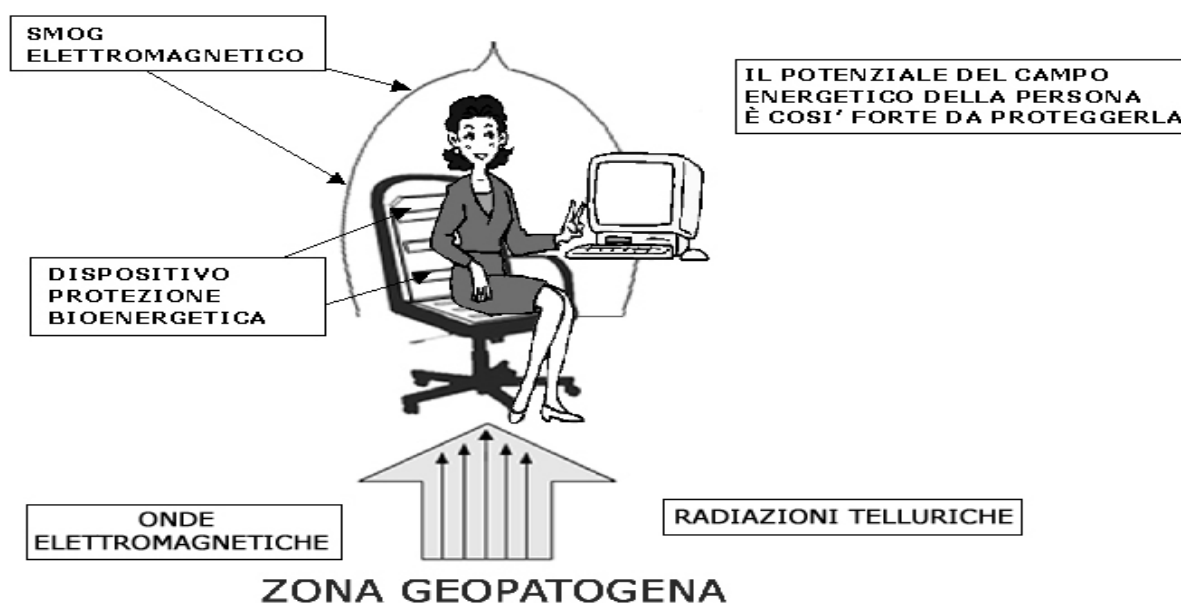 SMOG
ELETTROMAGNETICO
IL POTENZIALE DEL CAMPO
ENERGETICO DELLA PERSONA
È COSI' FORTE DA PROTEGGERLA
DISPOSITIVO
PROTEZIONE
BIOENERGETICA
ONDE
ELETTROMAGNETICHE
RADIAZIONI TELLURICHE
ZONA GEOPATOGENA